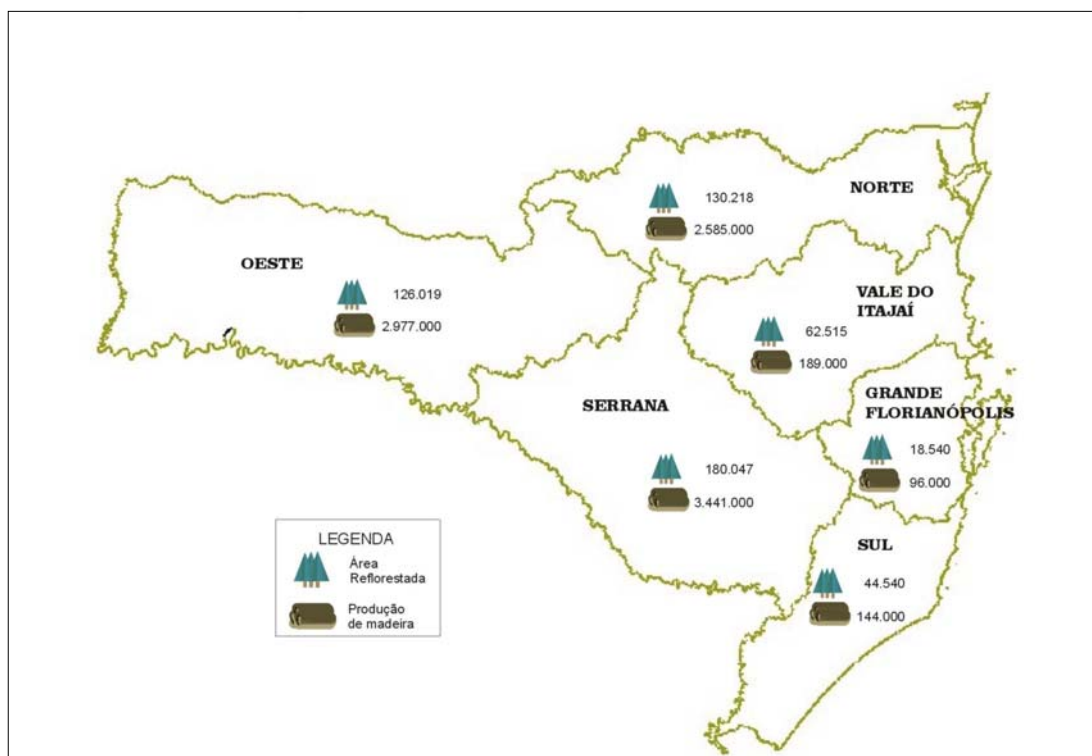 NORTE
130.218
2.585.000
OESTE
126.019
2.977.000
VALE DO
ITAJAÍ
62.515
189.000
SERRANA
180.047
3.441.000
GRANDE
FLORIANÓPOLIS
18.540
96.000
SUL
44.540
144.000
LEGENDA
Área
Reflorestada
Produção
de madeira